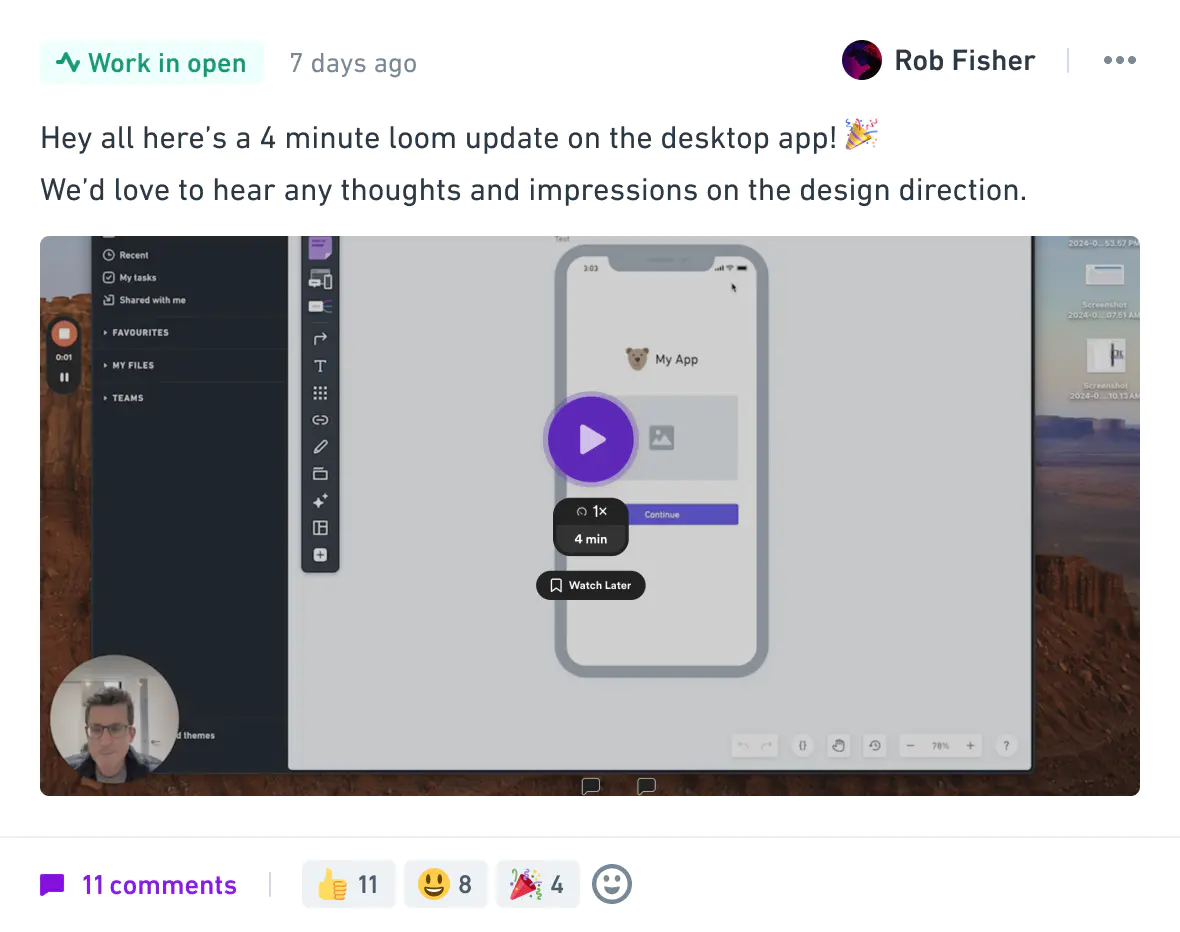 Work in open
7 days ago
Rob Fisher
Hey all here’s a 4 minute loom update on the desktop app! 🎉
We’d love to hear any thoughts and impressions on the design direction.
Recent
My tasks
Shared with me
FAVOURITES
MY FILES
TEAMS
0:01
Test
3:03
My App
Continue
1×
4 min
Watch Later
2024-0...53.57 PM
Screenshot
2024-0...07.51 AM
Screenshot
2024-0...10.13 AM
d themes
{}
78%
?
11 comments
👍 11
😃 8
🎉 4